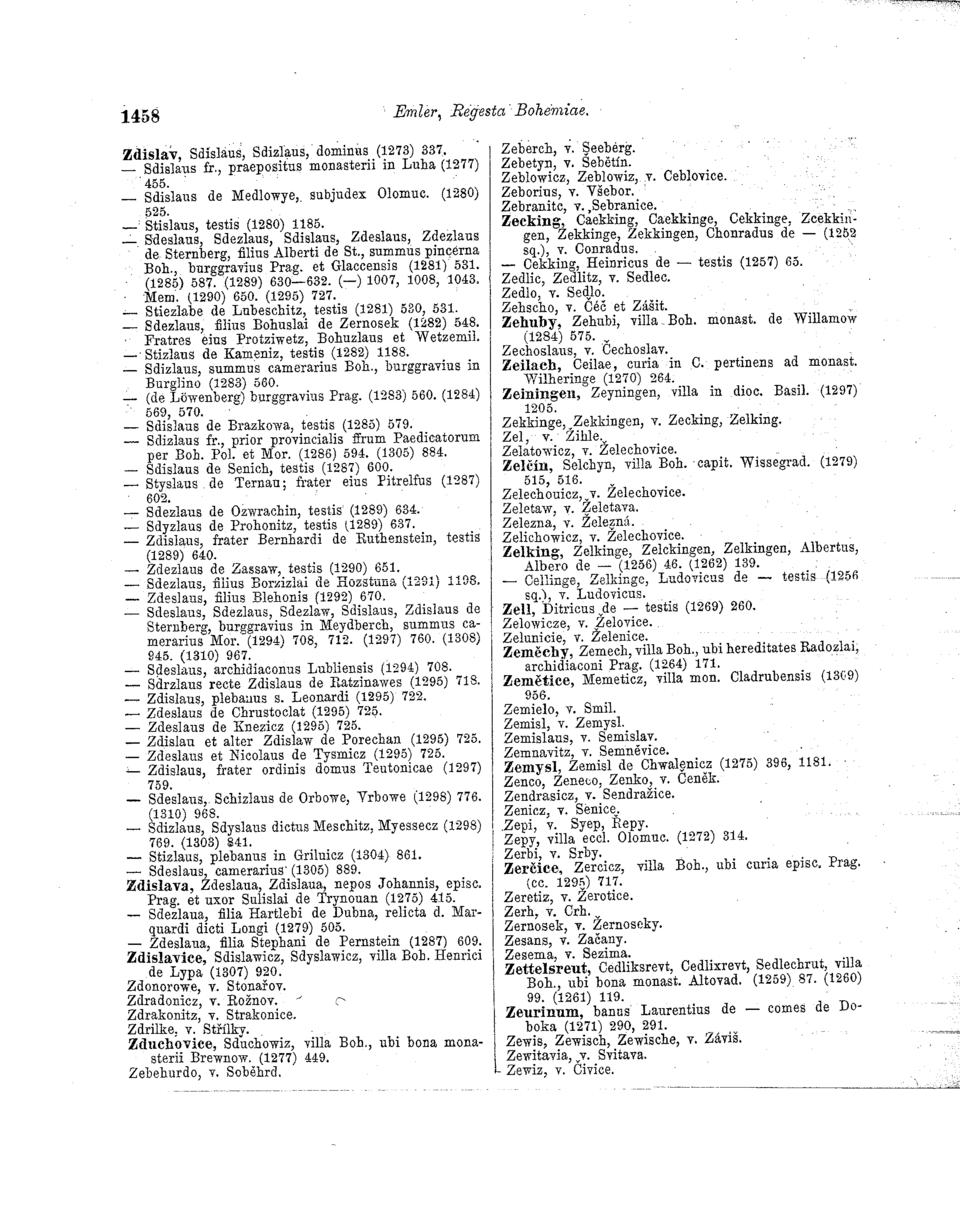 1458
Emler, Regesta Bohemiae.
Zdislav, Sdislaus, Sdizlaus, dominus (1273) 337.
— Sdislaus fr., praepositus monasterii in Luha (1277)
455.
— Sdislaus de Medlowye, subjudex Olomuc. (1280)
525.
— Stislaus, testis (1280) 1185.
— Sdeslaus, Sdezlaus, Sdislaus, Zdeslaus, Zdezlaus
de Sternberg, filius Alberti de St., summus pincerna
Boh., burggravius Prag. et Glaccensis (1281) 531.
(1285) 587. (1289) 630—632. (—) 1007, 1008, 1043.
Mem. (1290) 650. (1295) 727.
— Stiezlabe de Lubeschitz, testis (1281) 530, 531.
— Sdezlaus, filius Bohuslai de Zernosek (1282) 548.
Fratres eius Protziwetz, Bohuzlaus et Wetzemil.
— Stizlaus de Kameniz, testis (1282) 1188.
— Sdizlaus, summus camerarius Boh., burggravius in
Burglino (1283) 560.
— (de Löwenberg) burggravius Prag. (1283) 560. (1284)
569, 570.
— Sdislaus de Brazkowa, testis (1285) 579.
— Sdizlaus fr., prior provincialis ffrum Paedicatorum
per Boh. Pol. et Mor. (1286) 594. (1305) 884.
— Sdislaus de Senich, testis (1287) 600.
— Styslaus de Ternau; frater eius Pitrelfus (1287)
602.
— Sdezlaus de Ozwrachin, testis (1289) 634.
— Sdyzlaus de Prohonitz, testis (1289) 637.
— Zdislaus, frater Bernhardi de Ruthenstein, testis
(1289) 640.
— Zdezlaus de Zassaw, testis (1290) 651.
— Sdezlaus, filius Borzizlai de Hozstuna (1291) 1198.
— Zdeslaus, filius Blehonis (1292) 670.
— Sdeslaus, Sdezlaus, Sdezlaw, Sdislaus, Zdislaus de
Sternberg, burggravius in Meydberch, summus ca-
merarius Mor. (1294) 708, 712. (1297) 760. (1308)
945. (1310) 967.
— Sdeslaus, archidiaconus Lubliensis (1294) 708.
— Sdrzlaus recte Zdislaus de Ratzinawes (1295) 718.
— Zdislaus, plebanus s. Leonardi (1295) 722.
— Zdeslaus de Chrustoclat (1295) 725.
— Zdeslaus de Knezicz (1295) 725.
— Zdislau et alter Zdislaw de Porechan (1295) 725.
— Zdeslaus et Nicolaus de Tysmicz (1295) 725.
— Zdislaus, frater ordinis domus Teutonicae (1297)
759.
— Sdeslaus, Schizlaus de Orbowe, Vrbowe (1298) 776.
(1310) 968.
— Sdizlaus, Sdyslaus dictus Meschitz, Myessecz (1298)
769. (1303) 841.
— Stizlaus, plebanus in Grilnicz (1304) 861.
— Sdeslaus, camerarius (1305) 889.
Zdislava, Zdeslaua, Zdislaua, nepos Johannis, episc.
Prag. et uxor Sulislai de Trynouan (1275) 415.
— Sdezlaua, filia Hartlebi de Dubna, relicta d. Mar-
quardi dicti Longi (1279) 505.
— Zdeslaua, filia Stephani de Pernstein (1287) 609.
Zdislavice, Sdislawicz, Sdyslawicz, villa Boh. Henrici
de Lypa (1307) 920.
Zdonorowe, v. Stonařov.
Zdradonicz, v. Rožnov.
Zdrakonitz, v. Strakonice.
Zdrilke, v. Střílky.
Zduchovice, Sduchowiz, villa Boh., ubi bona mona-
sterii Brewnow. (1277) 449.
Zebehurdo, v. Soběhrd.
Zeberch, v. Seeberg.
Zebetyn, v. Šebětín.
Zeblowicz, Zeblowiz, v. Ceblovice.
Zeborius, v. Všebor.
Zebranitc, v. Sebranice.
Zecking, Caekking, Caekkinge, Cekkinge, Zcekkin-
gen, Zekkinge, Zekkingen, Chonradus de — (1252
sq.), v. Conradus.
— Cekking, Heinricus de — testis (1257) 65.
Zedlic, Zedlitz, v. Sedlec.
Zedlo, v. Sedlo.
Zehscho, v. Čéč et Zášit.
Zehuby, Zehubi, villa Boh. monast. de Willamow
(1284) 575.
Zechoslaus, v. Čechoslav.
Zeilach, Ceilae, curia in C. pertinens ad monast.
Wilheringe (1270) 264.
Zeiningen, Zeyningen, villa in dioc. Basil. (1297)
1205.
Zekkinge, Zekkingen, v. Zecking, Zelking.
Zel, v. Žihle.
Zelatowicz, v. Želechovice.
Zelčín, Selchyn, villa Boh. capit. Wissegrad. (1279)
515, 516.
Zelechouicz, v. Želechovice.
Zeletaw, v. Želetava.
Zelezna, v. Železná.
Zelichowicz, v. Želechovice.
Zelking, Zelkinge, Zelckingen, Zelkingen, Albertus,
Albero de — (1256) 46. (1262) 139.
— Cellinge, Zelkinge, Ludovicus de — testis (1256
sq.), v. Ludovicus.
Zell, Ditricus de — testis (1269) 260.
Zelowicze, v. Želovice.
Zelunicie, v. Želenice.
Zeměchy, Zemech, villa Boh., ubi hereditates Radozlai,
archidiaconi Prag. (1264) 171.
Zemětice, Memeticz, villa mon. Cladrubensis (1309)
956.
Zemielo, v. Smil.
Zemisl, v. Zemysl.
Zemislaus, v. Semislav.
Zemnavitz, v. Semněvice.
Zemysl, Zemisl de Chwalenicz (1275) 396, 1181.
Zenco, Zeneco, Zenko, v. Čeněk.
Zendrasicz, v. Sendražice.
Zenicz, v. Senice.
Zepi, v. Syep, Řepy.
Zepy, villa eccl. Olomuc. (1272) 314.
Zerbi, v. Srby.
Zerčice, Zercicz, villa Boh., ubi curia episc. Prag.
(cc. 1295) 717.
Zeretiz, v. Žerotice.
Zerh, v. Crh.
Zernosek, v. Žernoseky.
Zesans, v. Začany.
Zesema, v. Sezima.
Zettelsreut, Cedliksrevt, Cedlixrevt, Sedlechrut, villa
Boh., ubi bona monast. Altovad. (1259) 87. (1260)
99. (1261) 119.
Zeurinum, banus Laurentius de — comes de Do-
boka (1271) 290, 291.
Zewis, Zewisch, Zewische, v. Záviš.
Zewitavia, v. Svitava.
Zewiz, v. Čivice.